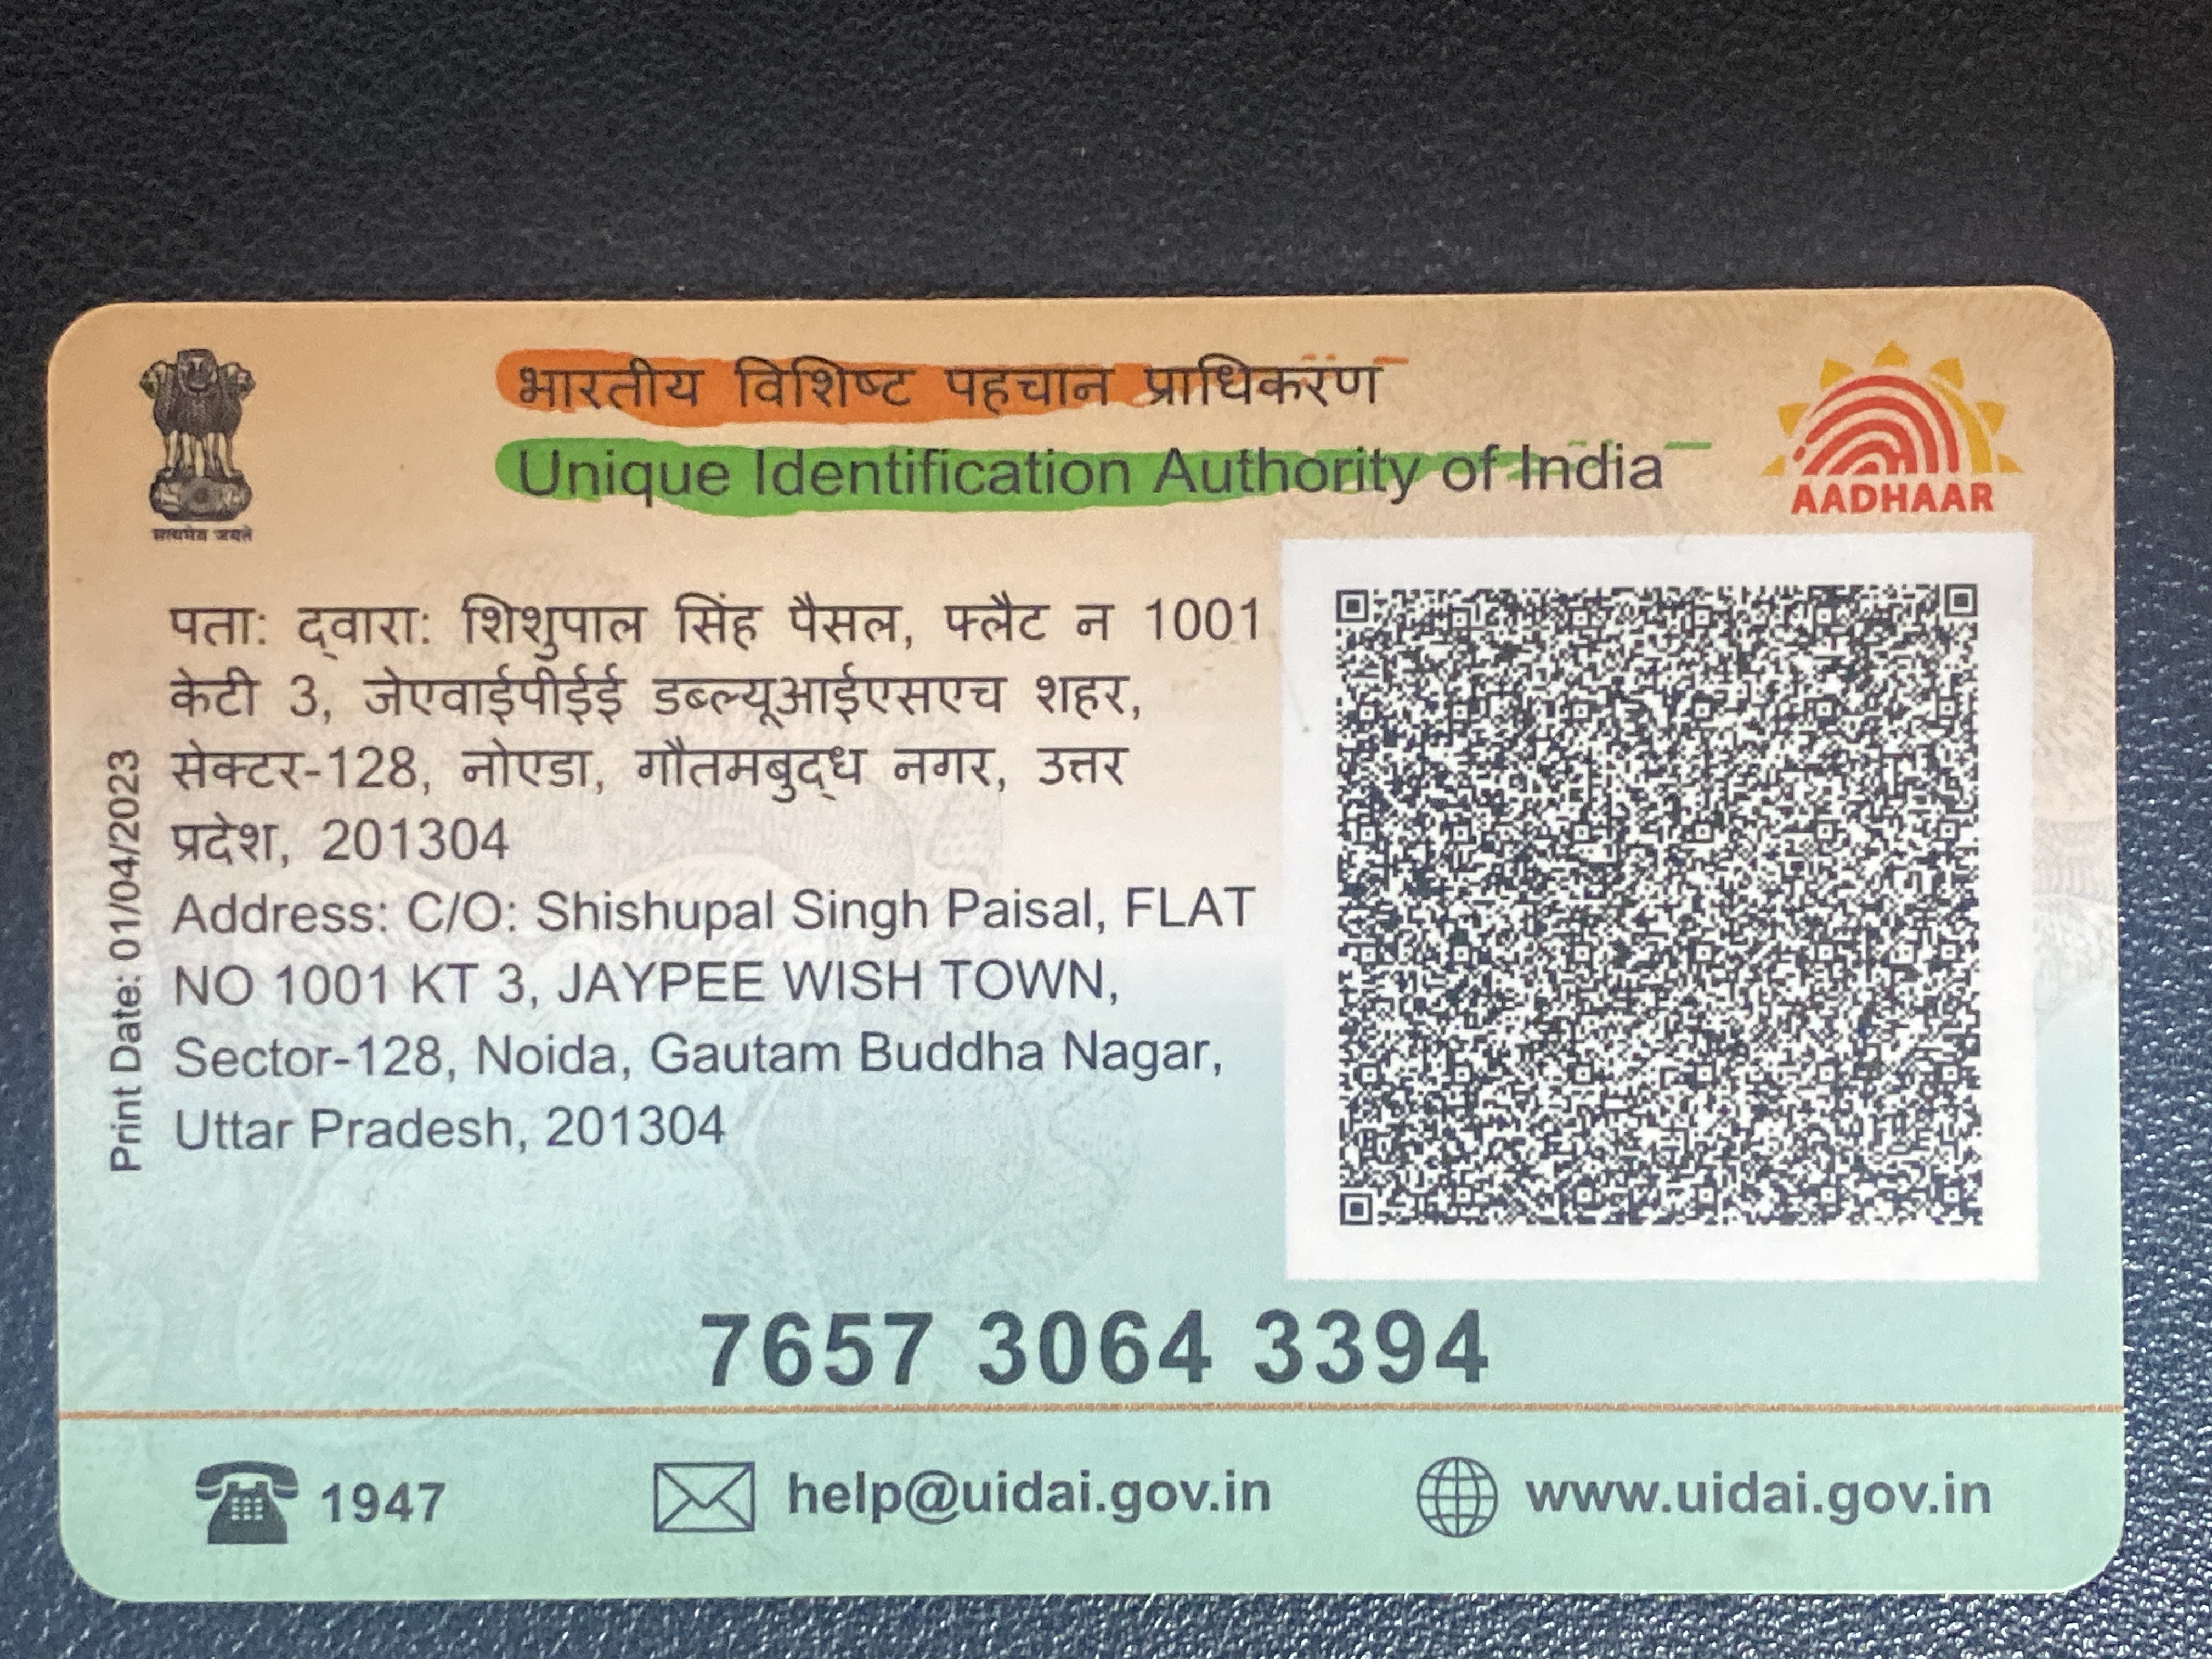 भारतीय विशिष्ट पहचान प्राधिकरण
Unique Identification Authority of India
AADHAAR
सत्यमेव जयते
पता: द्वारा: शिशुपाल सिंह पैसल, फ्लैट न 1001
केटी 3, जेएवाईपीईई डब्ल्यूआईएसएच शहर,
सेक्टर-128, नोएडा, गौतमबुद्ध नगर, उत्तर
प्रदेश, 201304
Address: C/O: Shishupal Singh Paisal, FLAT
NO 1001 KT 3, JAYPEE WISH TOWN,
Sector-128, Noida, Gautam Buddha Nagar,
Uttar Pradesh, 201304
Print Date: 01/04/2023
7657 3064 3394
1947
help@uidai.gov.in
www.uidai.gov.in